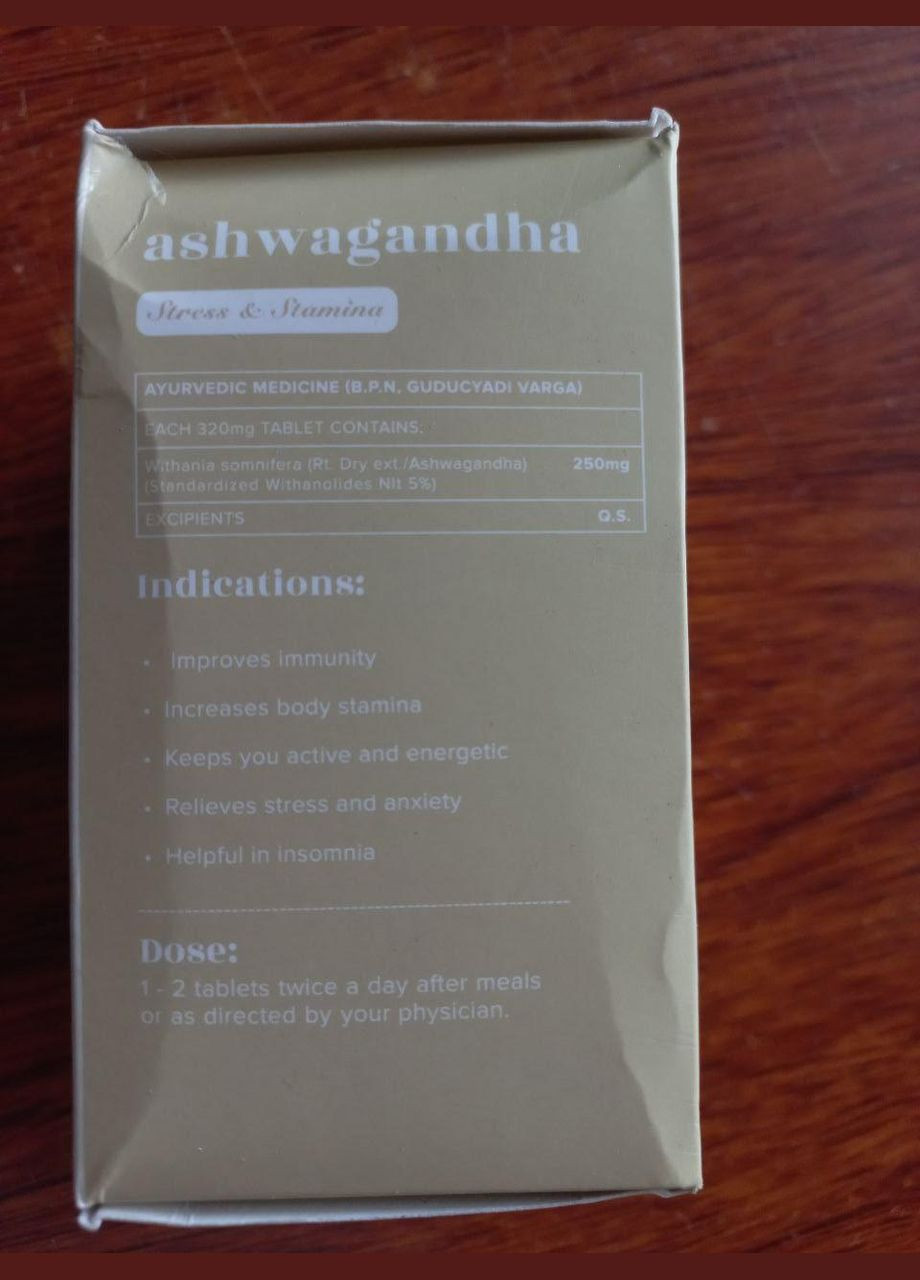 ashwagandha
Stress & Stamina
AYURVEDIC MEDICINE (B.P.N. GUDUCYADI VARGA)
EACH 320mg TABLET CONTAINS:
Withania somnifera (Rt. Dry ext./Ashwagandha) 250mg
(Standardized Withanolides Nlt 5%)
EXCIPIENTS Q.S.
Indications:
• Improves immunity
• Increases body stamina
• Keeps you active and energetic
• Relieves stress and anxiety
• Helpful in insomnia
Dose:
1 - 2 tablets twice a day after meals
or as directed by your physician.